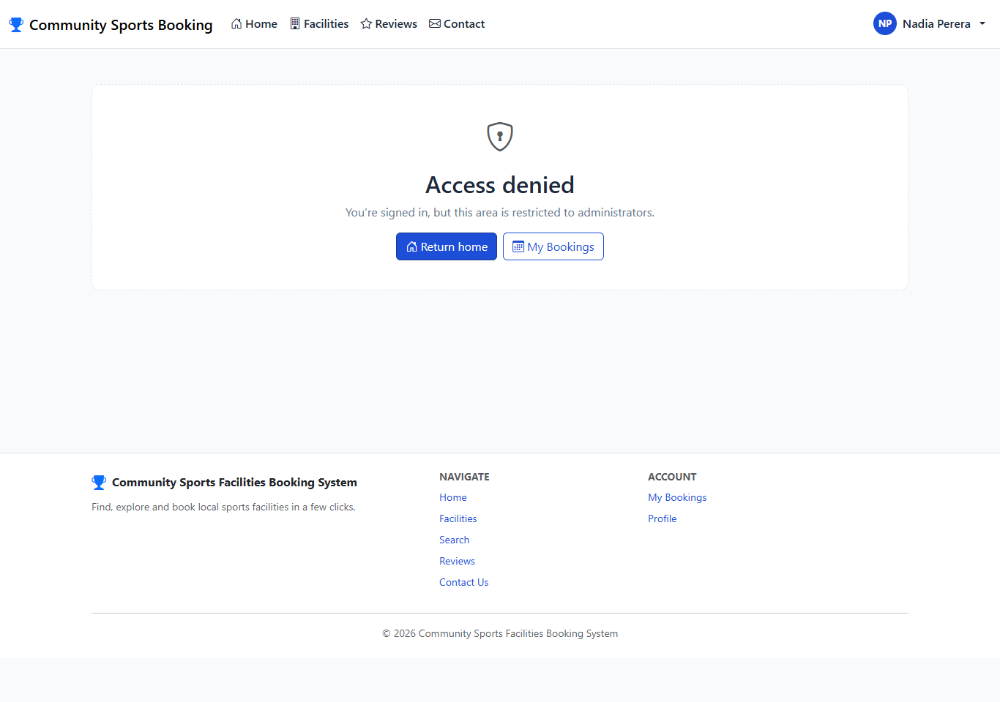 Community Sports Booking
Home
Facilities
Reviews
Contact
NP
Nadia Perera
Access denied
You're signed in, but this area is restricted to administrators.
Return home
My Bookings
Community Sports Facilities Booking System
Find, explore and book local sports facilities in a few clicks.
NAVIGATE
Home
Facilities
Search
Reviews
Contact Us
ACCOUNT
My Bookings
Profile
© 2026 Community Sports Facilities Booking System